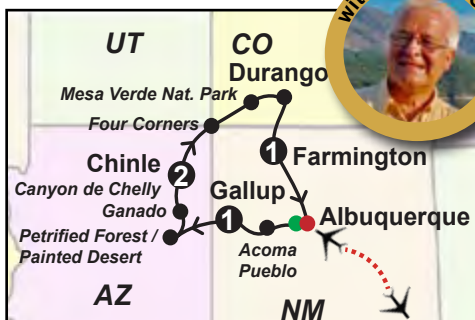 with
UT
CO
Durango
Mesa Verde Nat. Park
Four Corners
1
Farmington
Chinle
2
Canyon de Chelly
Gallup
Ganado
1
Albuquerque
Petrified Forest /
Painted Desert
Acoma
Pueblo
AZ
NM